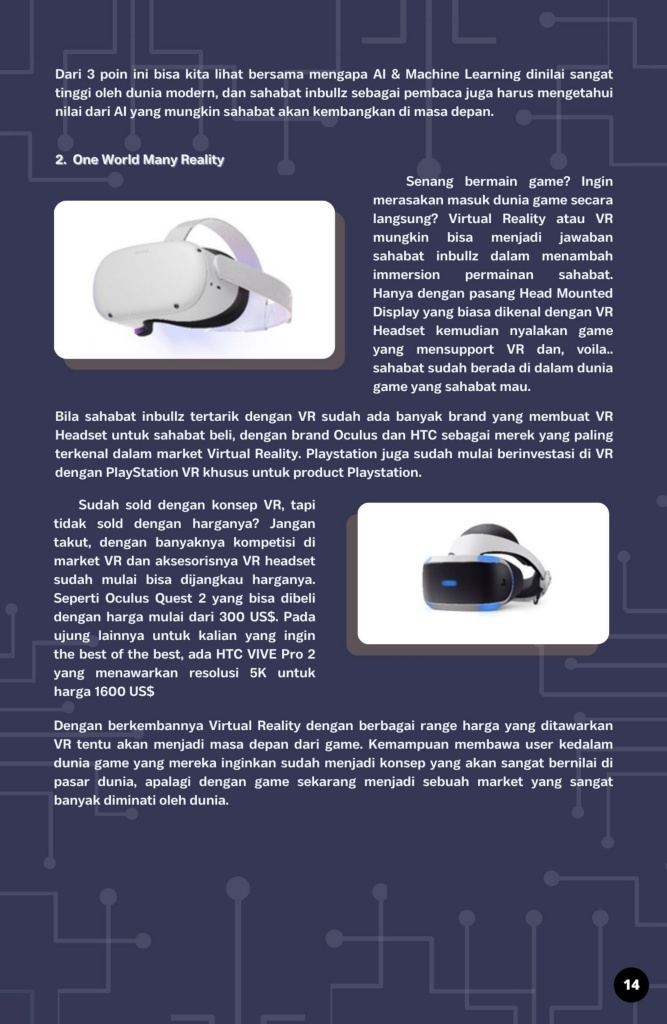 Dari 3 poin ini bisa kita lihat bersama mengapa AI & Machine Learning dinilai sangat
tinggi oleh dunia modern, dan sahabat inbullz sebagai pembaca juga harus mengetahui
nilai dari AI yang mungkin sahabat akan kembangkan di masa depan.
2. One World Many Reality
Senang bermain game? Ingin
merasakan masuk dunia game secara
langsung? Virtual Reality atau VR
mungkin bisa menjadi jawaban
sahabat inbullz dalam menambah
immersion permainan sahabat.
Hanya dengan pasang Head Mounted
Display yang biasa dikenal dengan VR
Headset kemudian nyalakan game
yang mensupport VR dan, voila..
sahabat sudah berada di dalam dunia
game yang sahabat mau.
Bila sahabat inbullz tertarik dengan VR sudah ada banyak brand yang membuat VR
Headset untuk sahabat beli, dengan brand Oculus dan HTC sebagai merek yang paling
terkenal dalam market Virtual Reality. Playstation juga sudah mulai berinvestasi di VR
dengan PlayStation VR khusus untuk product Playstation.
Sudah sold dengan konsep VR, tapi
tidak sold dengan harganya? Jangan
takut, dengan banyaknya kompetisi di
market VR dan aksesorisnya VR headset
sudah mulai bisa dijangkau harganya.
Seperti Oculus Quest 2 yang bisa dibeli
dengan harga mulai dari 300 US$. Pada
ujung lainnya untuk kalian yang ingin
the best of the best, ada HTC VIVE Pro 2
yang menawarkan resolusi 5K untuk
harga 1600 US$
Dengan berkembannya Virtual Reality dengan berbagai range harga yang ditawarkan
VR tentu akan menjadi masa depan dari game. Kemampuan membawa user kedalam
dunia game yang mereka inginkan sudah menjadi konsep yang akan sangat bernilai di
pasar dunia, apalagi dengan game sekarang menjadi sebuah market yang sangat
banyak diminati oleh dunia.
14